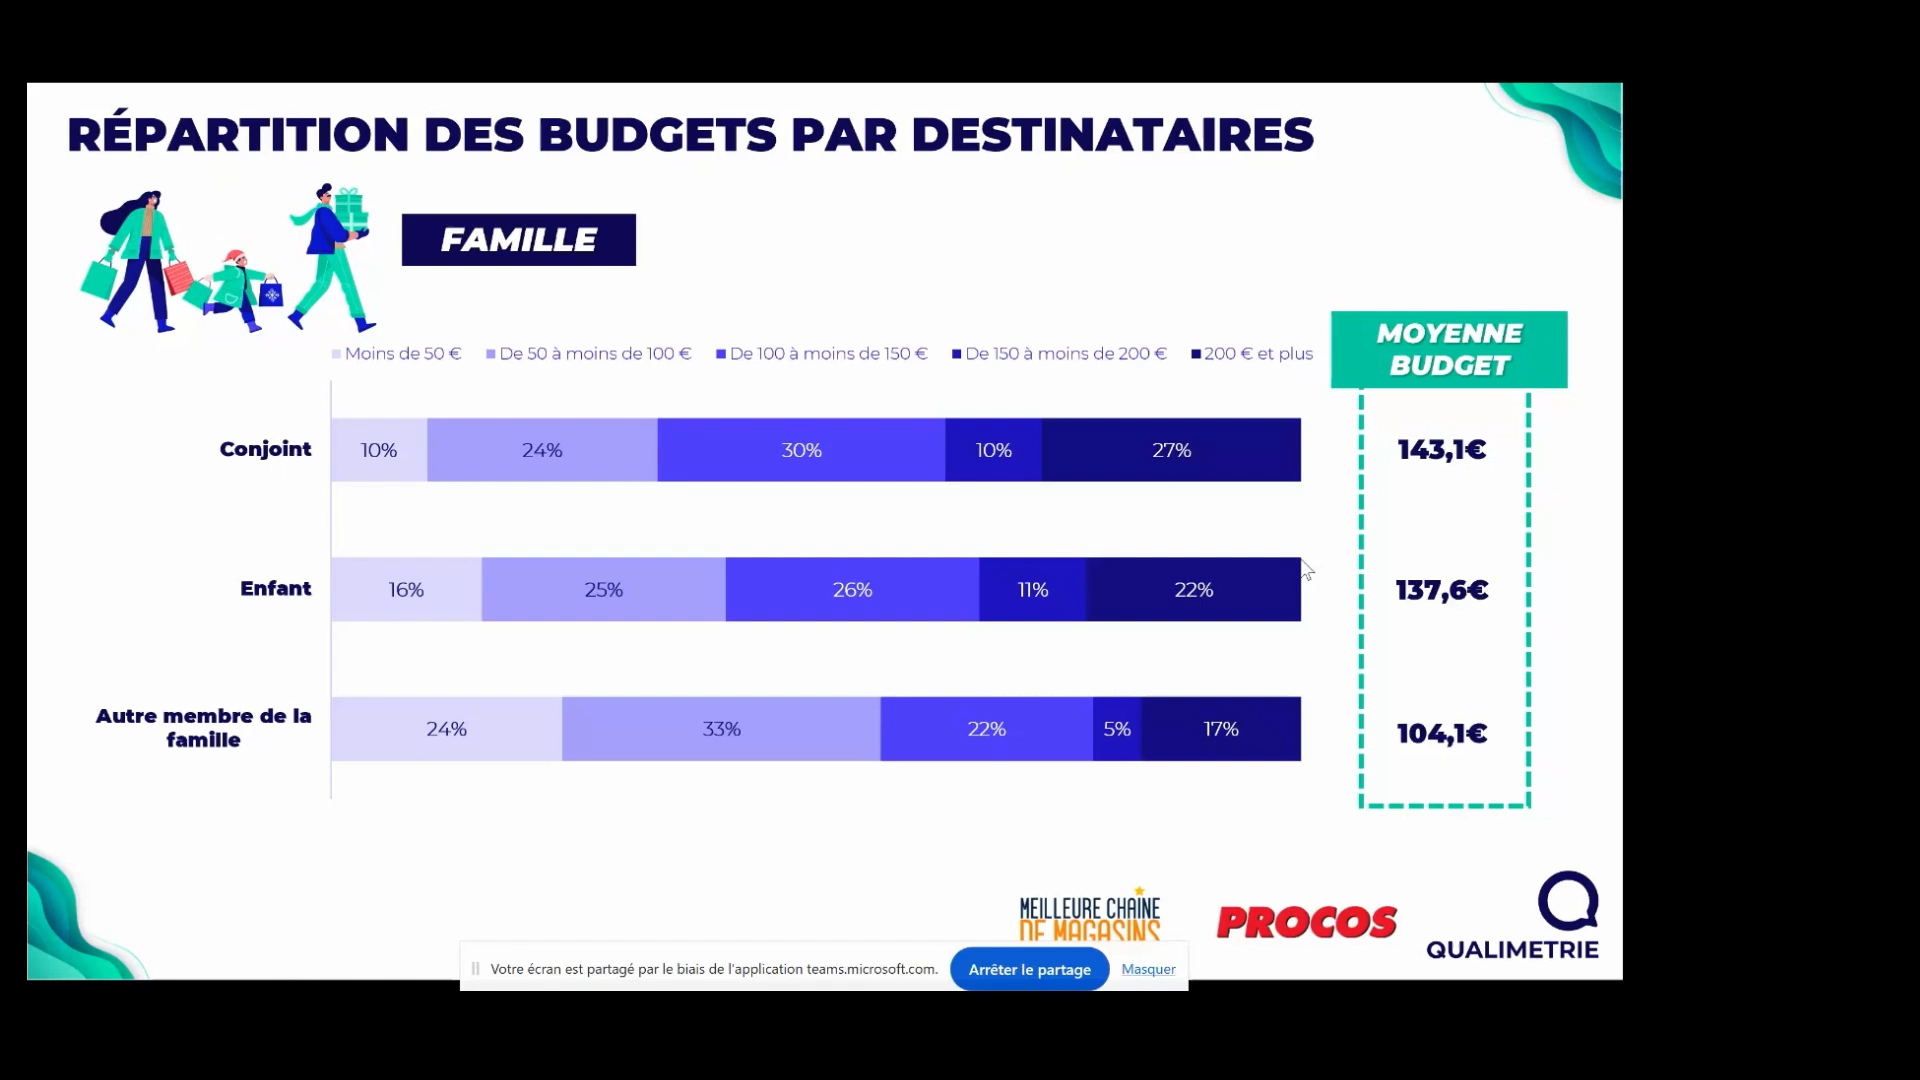 RÉPARTITION DES BUDGETS PAR DESTINATAIRES
FAMILLE
MOYENNE
BUDGET
Moins de 50 € De 50 à moins de 100 € De 100 à moins de 150 € De 150 à moins de 200 € 200 € et plus
Conjoint 10% 24% 30% 10% 27% 143,1€
Enfant 16% 25% 26% 11% 22% 137,6€
Autre membre de la
famille
24% 33% 22% 5% 17% 104,1€
MEILLEURE CHAÎNE
DE MAGASINS
PROCOS
QUALIMETRIE
Votre écran est partagé par le biais de l'application teams.microsoft.com. Arrêter le partage Masquer